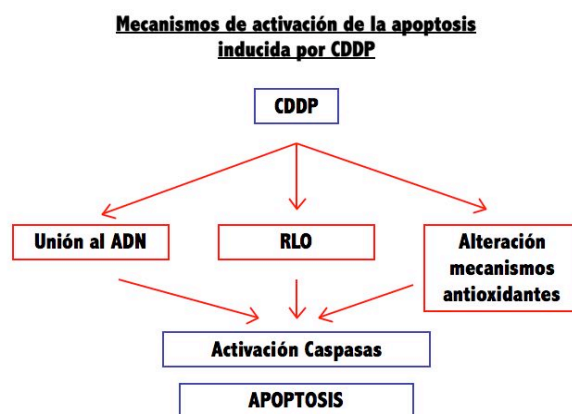 Mecanismos de activación de la apoptosis
inducida por CDDP
CDDP
Unión al ADN
RLO
Alteración
mecanismos
antioxidantes
Activación Caspasas
APOPTOSIS